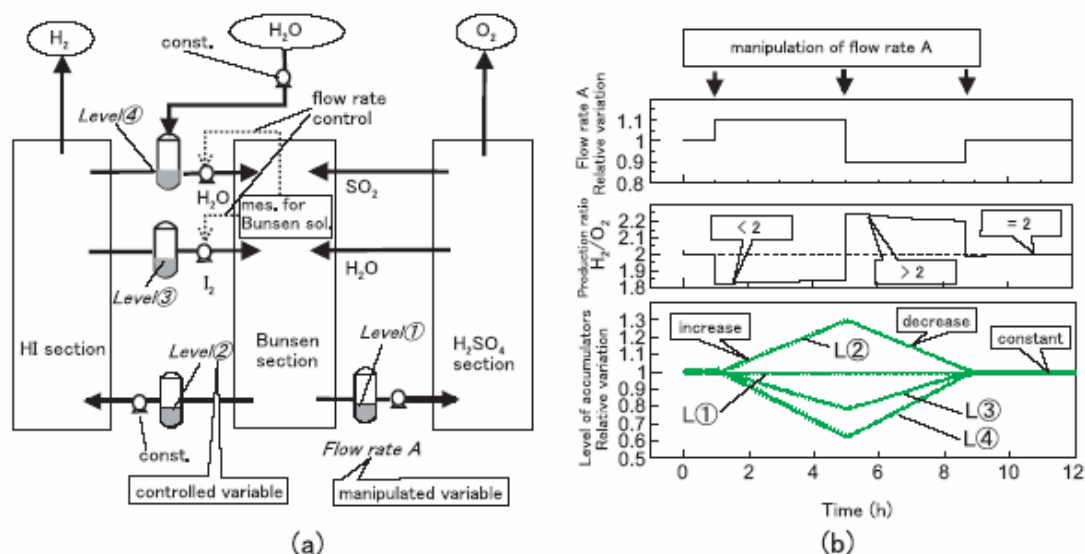 H₂
H₂O
O₂
const.
Level④
flow rate
control
H₂O
SO₂
mes. for
Bunsen sol.
I₂
H₂O
Level③
HI section
Level②
Bunsen
section
Level①
H₂SO₄
section
const.
Flow rate A
controlled variable
manipulated variable
(a)
manipulation of flow rate A
Flow rate A
Relative variation
1.1
1
0.9
0.8
Production ratio
H₂/O₂
2.2
2.1
2
1.9
1.8
< 2
> 2
= 2
Level of accumulators
Relative variation
1.3
1.2
1.1
1
0.9
0.8
0.7
0.6
0.5
increase
decrease
constant
L②
L①
L③
L④
0 2 4 6 8 10 12
Time (h)
(b)